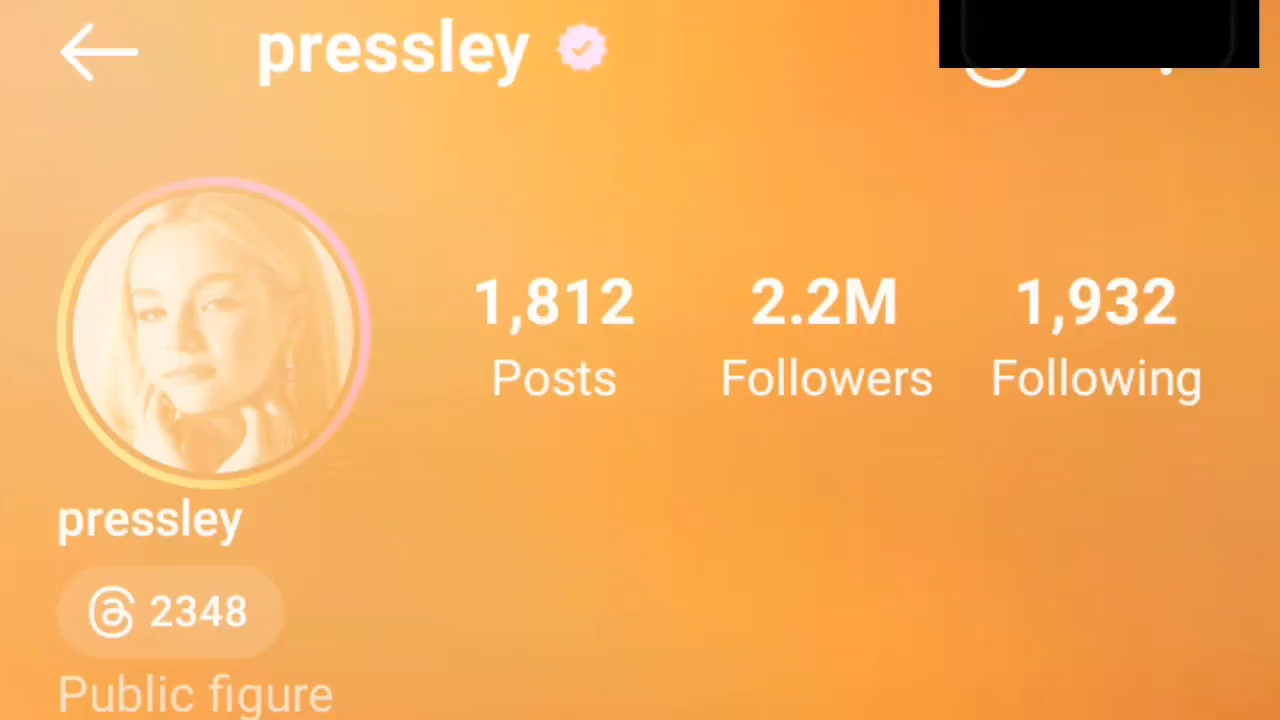 pressley
1,812 2.2M 1,932
Posts Followers Following
pressley
2348
Public figure